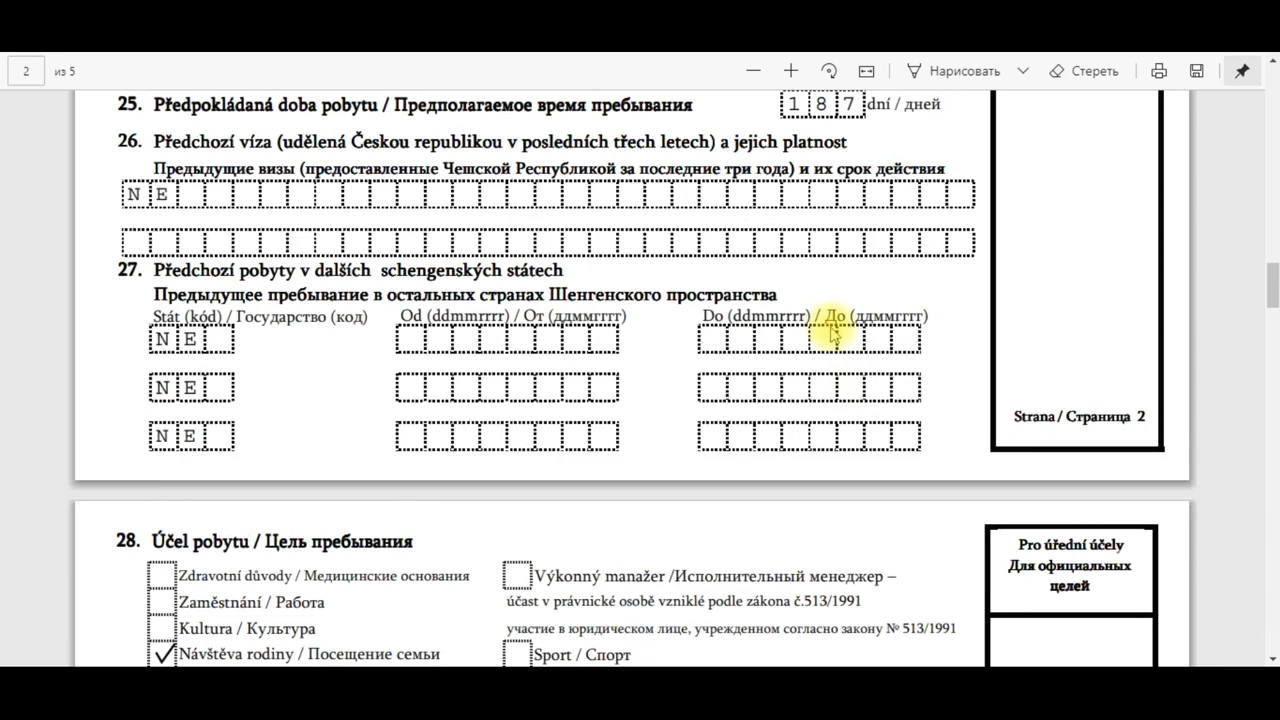 2 из 5 Нарисовать Стереть
25. Předpokládaná doba pobytu / Предполагаемое время пребывания 187 dní / дней
26. Předchozí víza (udělená Českou republikou v posledních třech letech) a jejich platnost
Предыдущие визы (предоставленные Чешской Республикой за последние три года) и их срок действия
NE
27. Předchozí pobyty v dalších schengenských státech
Предыдущее пребывание в остальных странах Шенгенского пространства
Stát (kód) / Государство (код) Od (ddmmrrrr) / От (ддммгггг) Do (ddmmrrrr) / До (ддммгггг)
NE
NE
NE
Strana / Страница 2
28. Účel pobytu / Цель пребывания
Zdravotní důvody / Медицинские основания
Zaměstnání / Работа
Kultura / Культура
Návštěva rodiny / Посещение семьи
Výkonný manažer /Исполнительный менеджер –
účast v právnické osobě vzniklé podle zákona č.513/1991
участие в юридическом лице, учрежденном согласно закону № 513/1991
Sport / Спорт
Pro úřední účely
Для официальных
целей